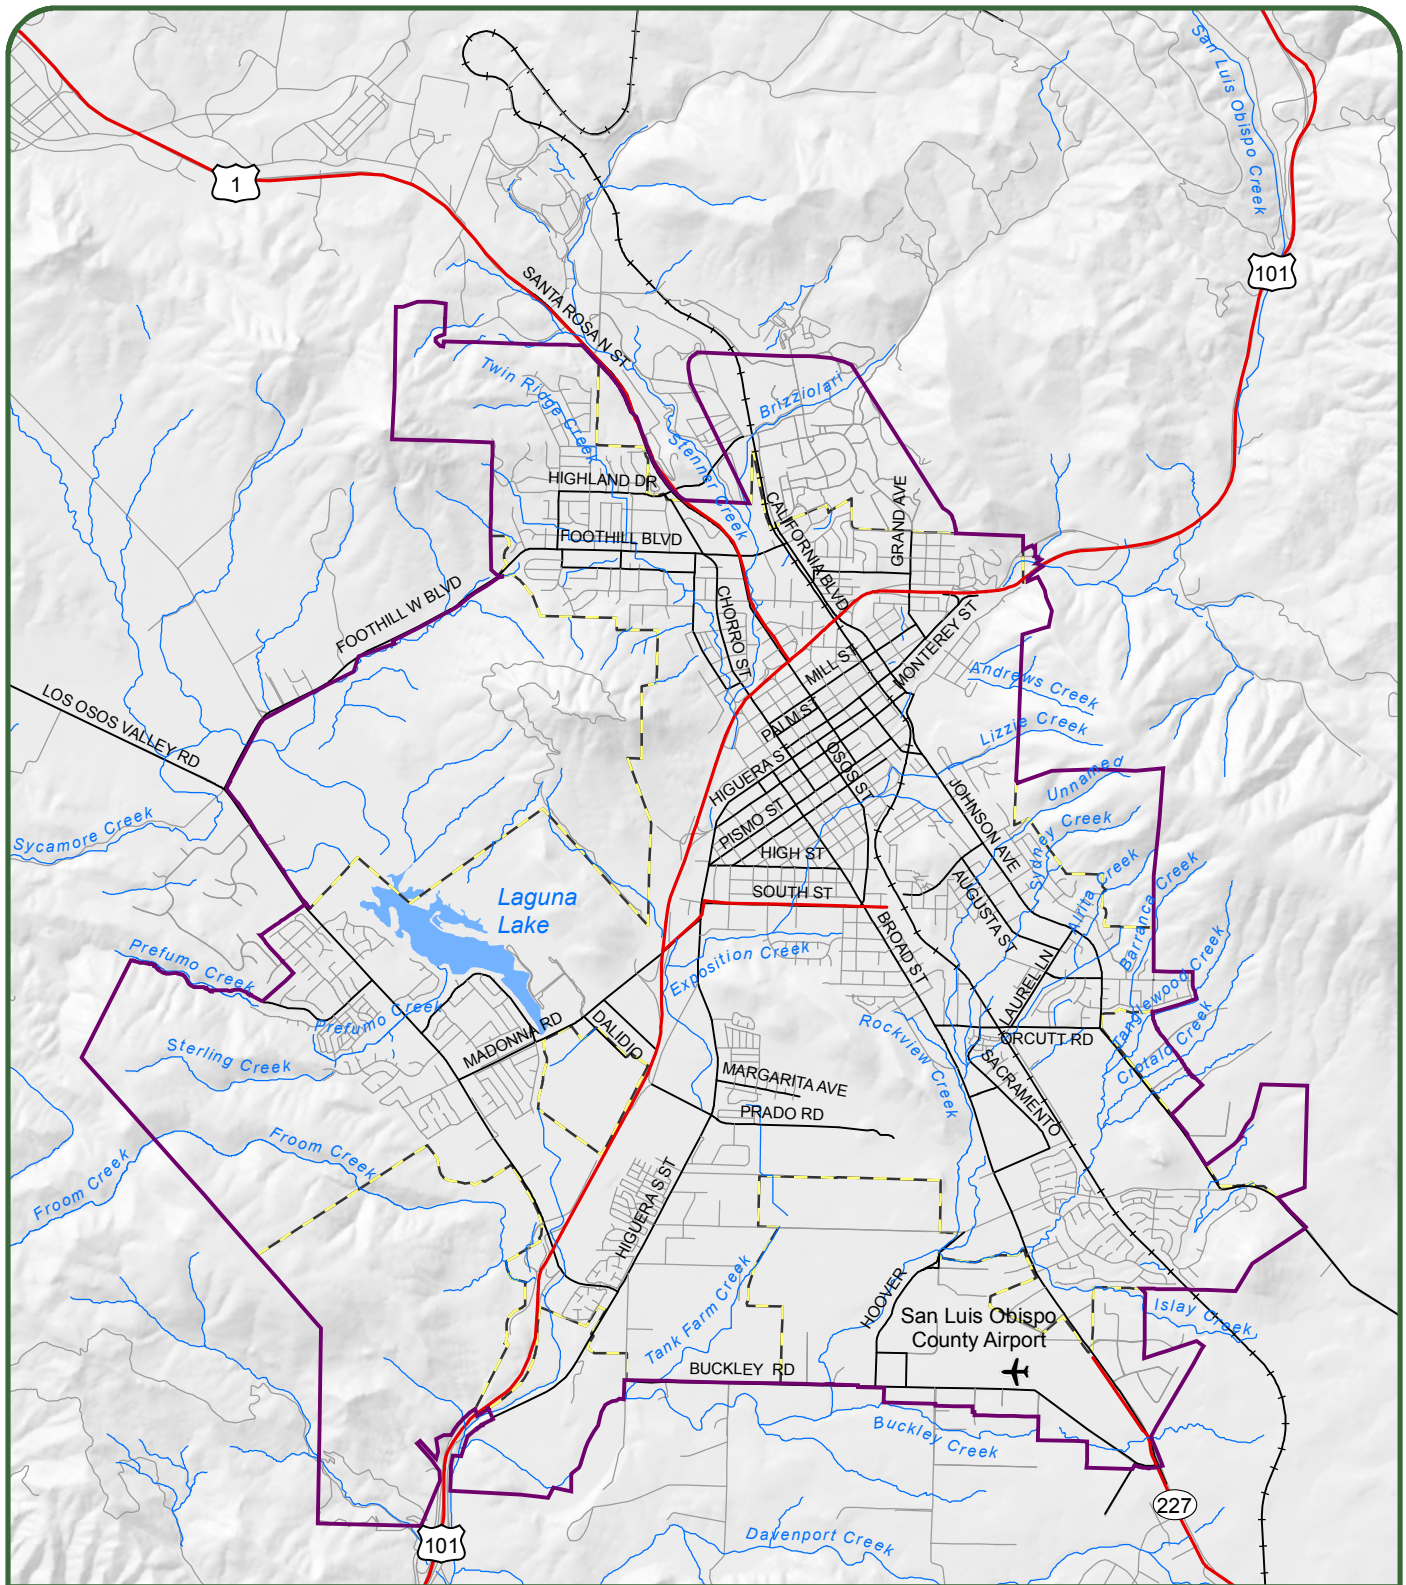 San Luis Obispo Creek
1
101
SANTA ROSA N ST
Twin Ridge Creek
Brizziolari
Stenner Creek
HIGHLAND DR
GRAND AVE
CALIFORNIA BLVD
FOOTHILL BLVD
FOOTHILL W BLVD
CHORRO ST
MONTEREY ST
MILL ST
Andrews Creek
LOS OSOS VALLEY RD
PALM ST
Lizzie Creek
OSOS ST
HIGUERA ST
Unnamed
JOHNSON AVE
Sycamore Creek
PISMO ST
Sydney Creek
HIGH ST
Alrita Creek
AUGUSTA ST
SOUTH ST
Barranca Creek
Laguna
Lake
BROAD ST
Prefumo Creek
Exposition Creek
LAUREL LN
Tanglewood Creek
Prefumo Creek
MADONNA RD
DALIDIO
Rockview Creek
ORCUTT RD
Crotalo Creek
Sterling Creek
MARGARITA AVE
SACRAMENTO
PRADO RD
Froom Creek
Froom Creek
HIGUERA S ST
Tank Farm Creek
HOOVER
San Luis Obispo
County Airport
Islay Creek
BUCKLEY RD
Buckley Creek
227
Davenport Creek
101